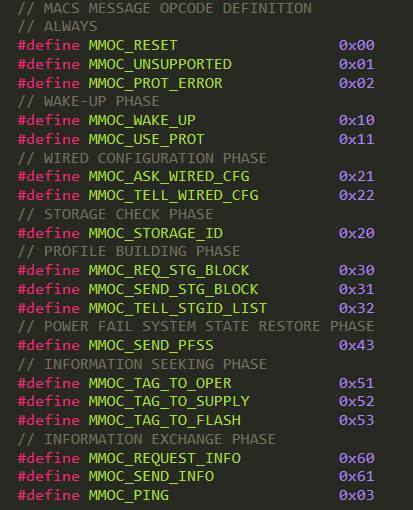 // MACS MESSAGE OPCODE DEFINITION
// ALWAYS
#define MMOC_RESET 0x00
#define MMOC_UNSUPPORTED 0x01
#define MMOC_PROT_ERROR 0x02
// WAKE-UP PHASE
#define MMOC_WAKE_UP 0x10
#define MMOC_USE_PROT 0x11
// WIRED CONFIGURATION PHASE
#define MMOC_ASK_WIRED_CFG 0x21
#define MMOC_TELL_WIRED_CFG 0x22
// STORAGE CHECK PHASE
#define MMOC_STORAGE_ID 0x20
// PROFILE BUILDING PHASE
#define MMOC_REQ_STG_BLOCK 0x30
#define MMOC_SEND_STG_BLOCK 0x31
#define MMOC_TELL_STGID_LIST 0x32
// POWER FAIL SYSTEM STATE RESTORE PHASE
#define MMOC_SEND_PFSS 0x43
// INFORMATION SEEKING PHASE
#define MMOC_TAG_TO_OPER 0x51
#define MMOC_TAG_TO_SUPPLY 0x52
#define MMOC_TAG_TO_FLASH 0x53
// INFORMATION EXCHANGE PHASE
#define MMOC_REQUEST_INFO 0x60
#define MMOC_SEND_INFO 0x61
#define MMOC_PING 0x03